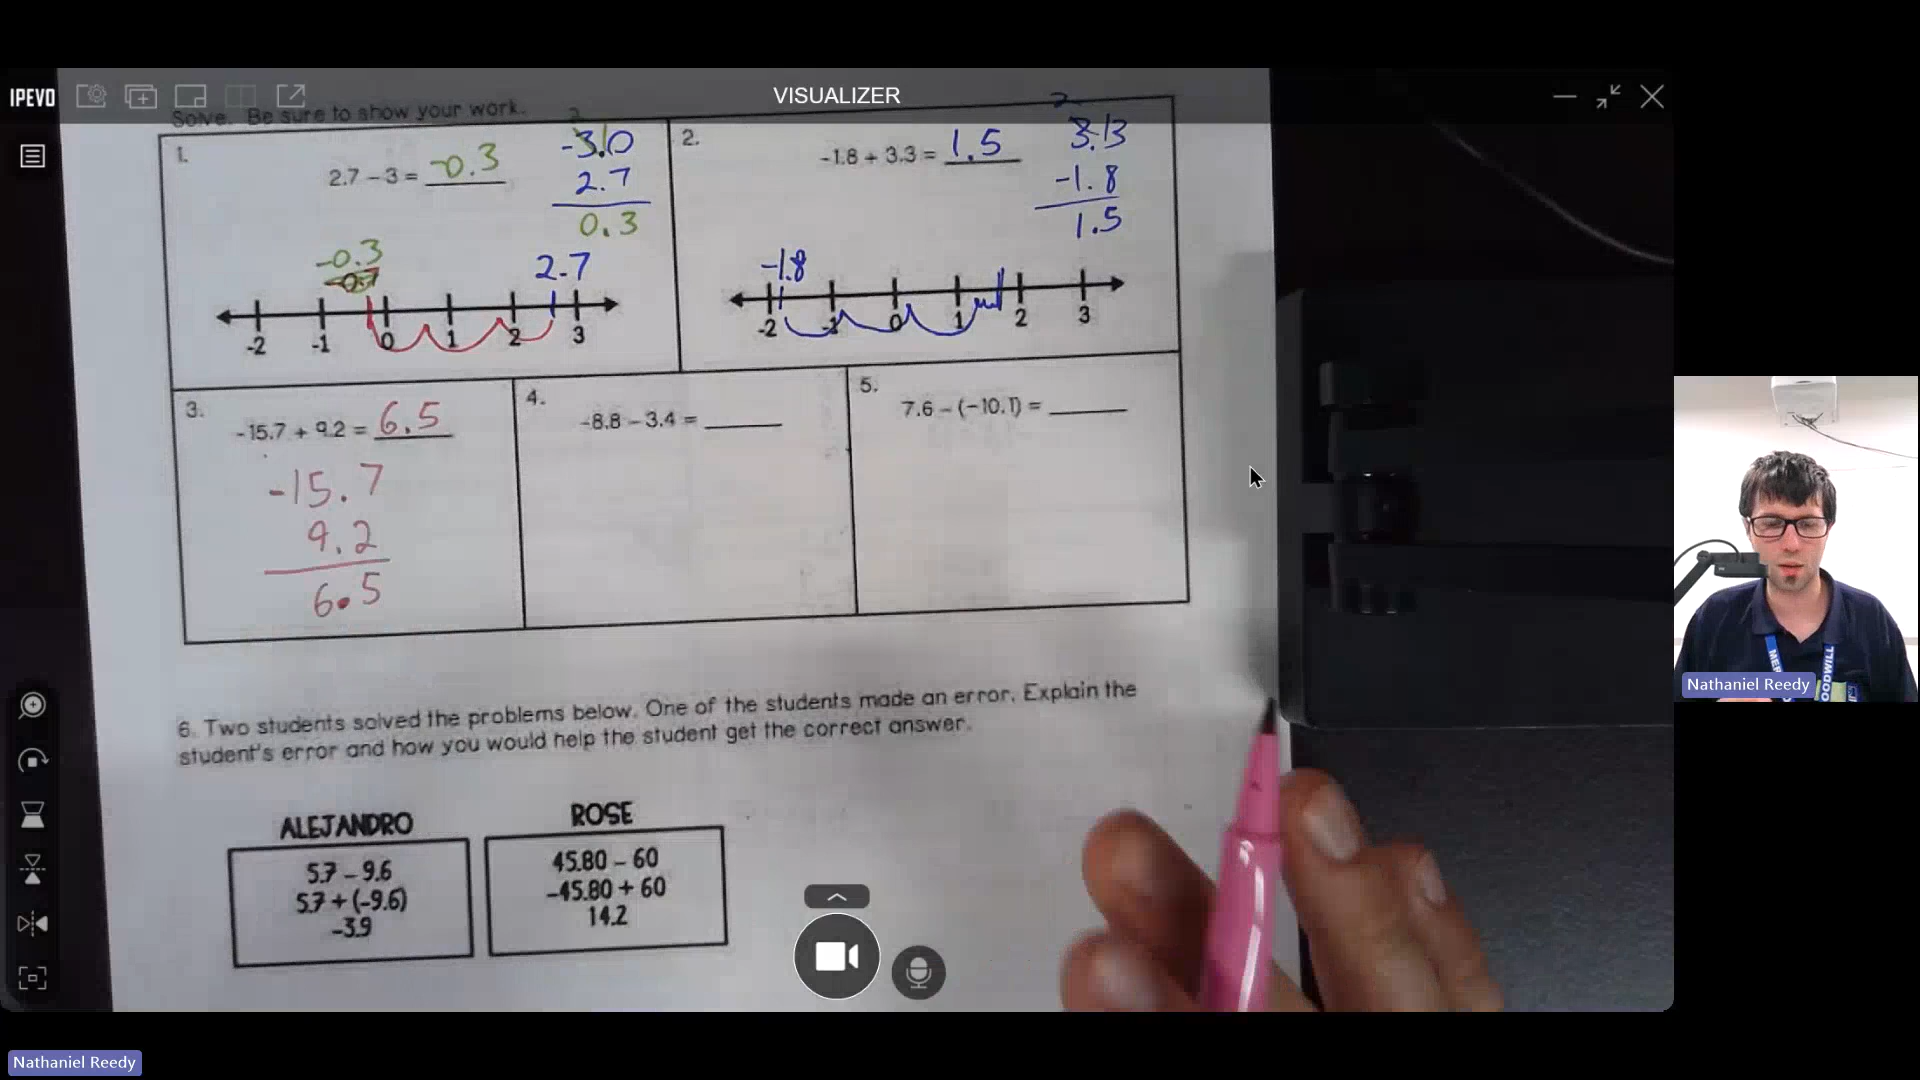 IPEVO
VISUALIZER
Solve. Be sure to show your work.
1.
2.7 – 3 = -0.3
-3.0
2.7
0.3
-0.3
2.7
-2 -1 0 1 2 3
2.
-1.8 + 3.3 = 1.5
2
3.13
-1.8
1.5
-1.8
-2 -1 0 1 2 3
3.
-15.7 + 9.2 = 6.5
-15.7
9.2
6.5
4.
-8.8 – 3.4 =
5.
7.6 – (-10.1) =
6. Two students solved the problems below. One of the students made an error. Explain the
student's error and how you would help the student get the correct answer.
ALEJANDRO
5.7 – 9.6
5.7 + (-9.6)
-3.9
ROSE
45.80 – 60
-45.80 + 60
14.2
Nathaniel Reedy
GOODWILL
Nathaniel Reedy